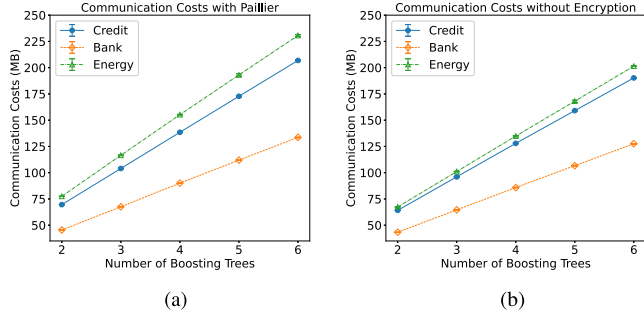 Communication Costs with Paillier
250
225
200
175
150
125
100
75
50
Communication Costs (MB)
Credit
Bank
Energy
2 3 4 5 6
Number of Boosting Trees
(a)
Communication Costs without Encryption
250
225
200
175
150
125
100
75
50
Communication Costs (MB)
Credit
Bank
Energy
2 3 4 5 6
Number of Boosting Trees
(b)